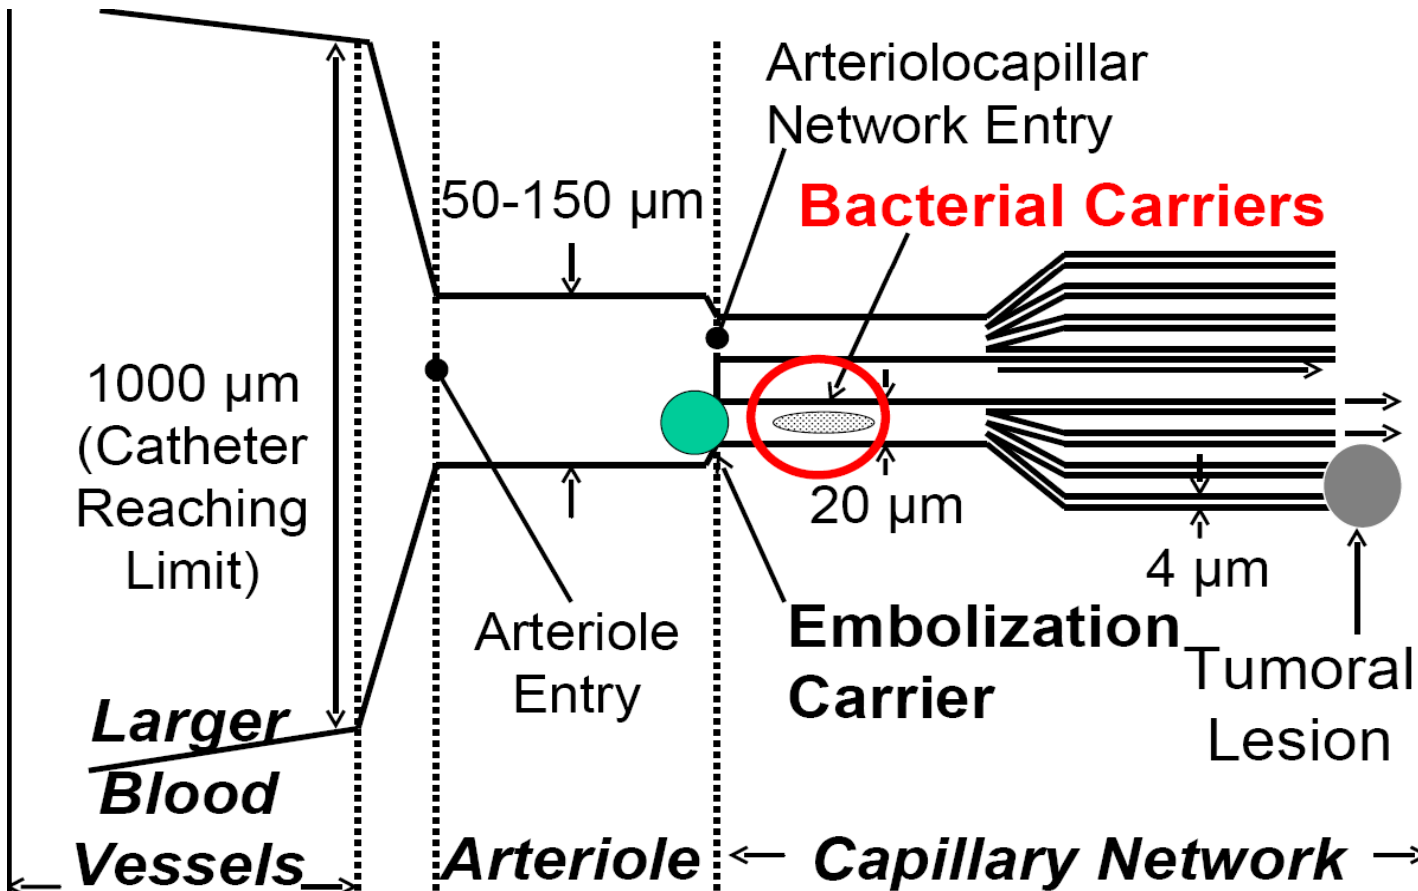 Arteriolocapillar
Network Entry
50-150 µm
Bacterial Carriers
1000 µm
(Catheter
Reaching
Limit)
20 µm
4 µm
Arteriole
Entry
Embolization
Carrier
Tumoral
Lesion
Larger
Blood
Vessels
Arteriole
Capillary Network